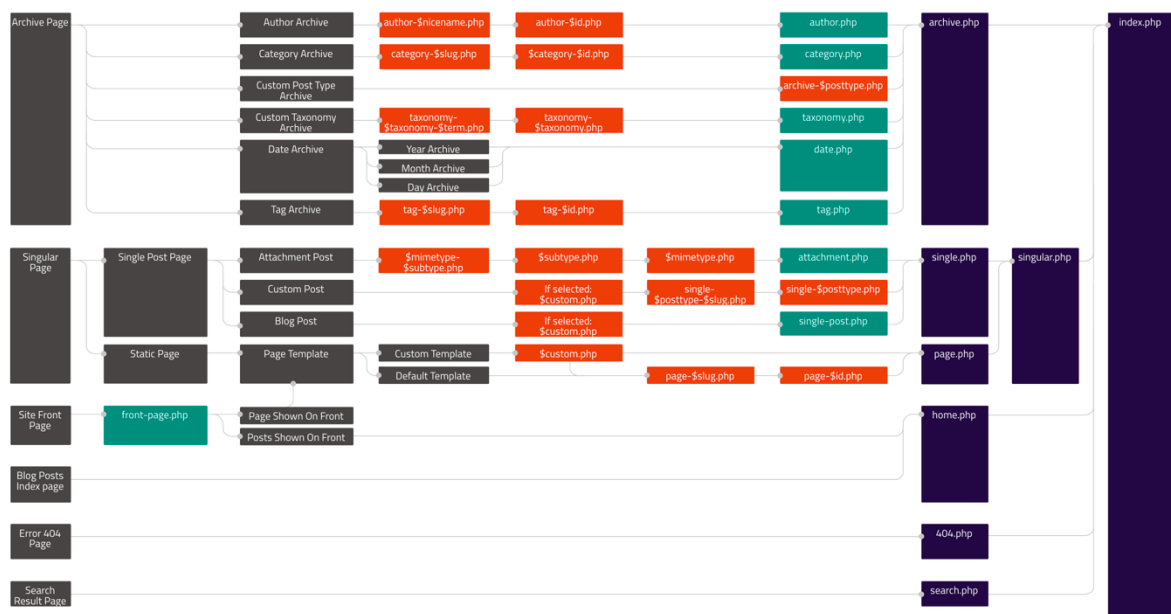 Archive Page
Author Archive
author-$nicename.php
author-$id.php
author.php
archive.php
index.php
Category Archive
category-$slug.php
$category-$id.php
category.php
Custom Post Type
Archive
archive-$posttype.php
Custom Taxonomy
Archive
taxonomy-
$taxonomy-$term.php
taxonomy-
$taxonomy.php
taxonomy.php
Date Archive
Year Archive
Month Archive
Day Archive
date.php
Tag Archive
tag-$slug.php
tag-$id.php
tag.php
Singular
Page
Single Post Page
Attachment Post
$mimetype-
$subtype.php
$subtype.php
$mimetype.php
attachment.php
single.php
singular.php
Custom Post
If selected:
$custom.php
single-
$posttype-$slug.php
single-$posttype.php
Blog Post
If selected:
$custom.php
single-post.php
Static Page
Page Template
Custom Template
$custom.php
page.php
Default Template
page-$slug.php
page-$id.php
Site Front
Page
front-page.php
Page Shown On Front
home.php
Posts Shown On Front
Blog Posts
Index page
Error 404
Page
404.php
Search
Result Page
search.php